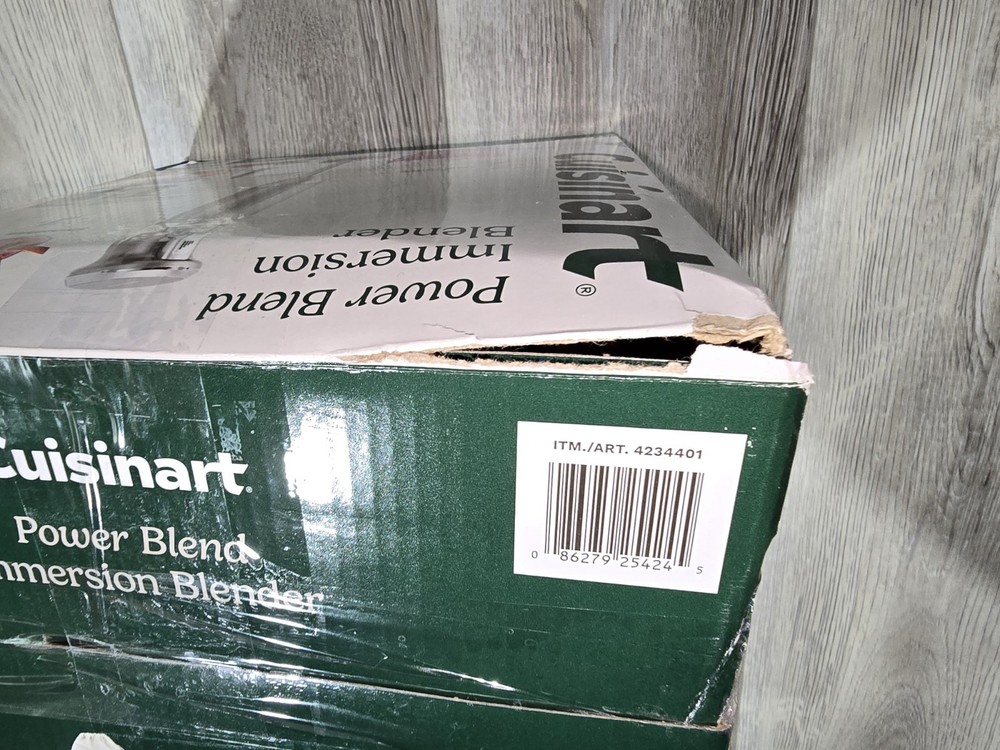 Cuisinart
®
Power Blend
Immersion
Blender
Cuisinart
Power Blend
Immersion Blender
ITM./ART. 4234401
0 86279 25424 5